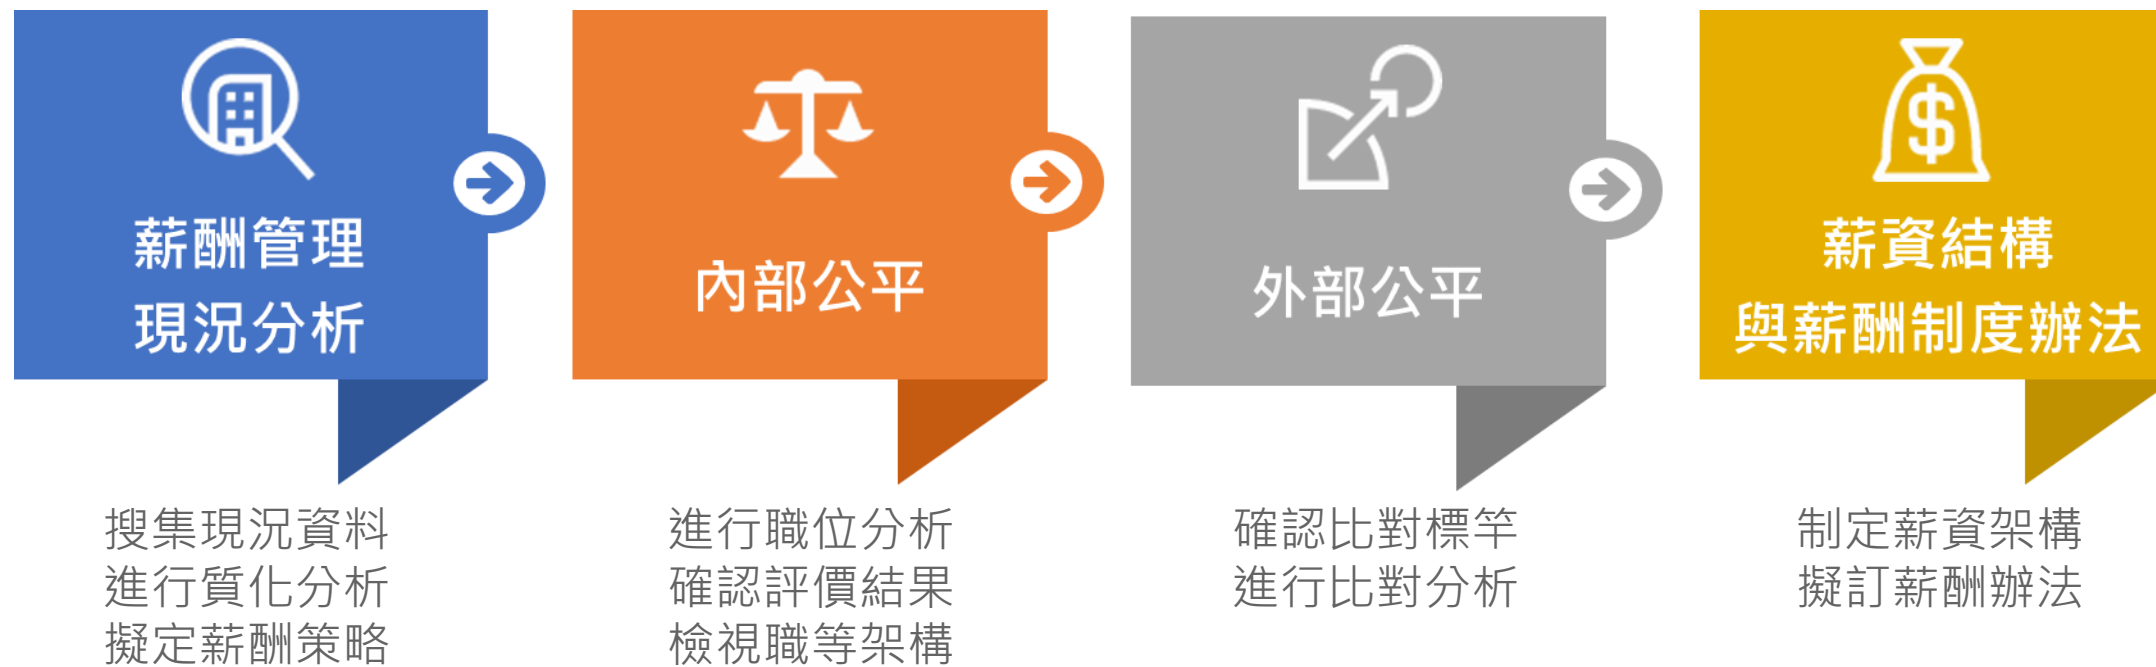 薪酬管理
現況分析
內部公平
外部公平
薪資結構
與薪酬制度辦法
搜集現況資料
進行質化分析
擬定薪酬策略
進行職位分析
確認評價結果
檢視職等架構
確認比對標竿
進行比對分析
制定薪資架構
擬訂薪酬辦法